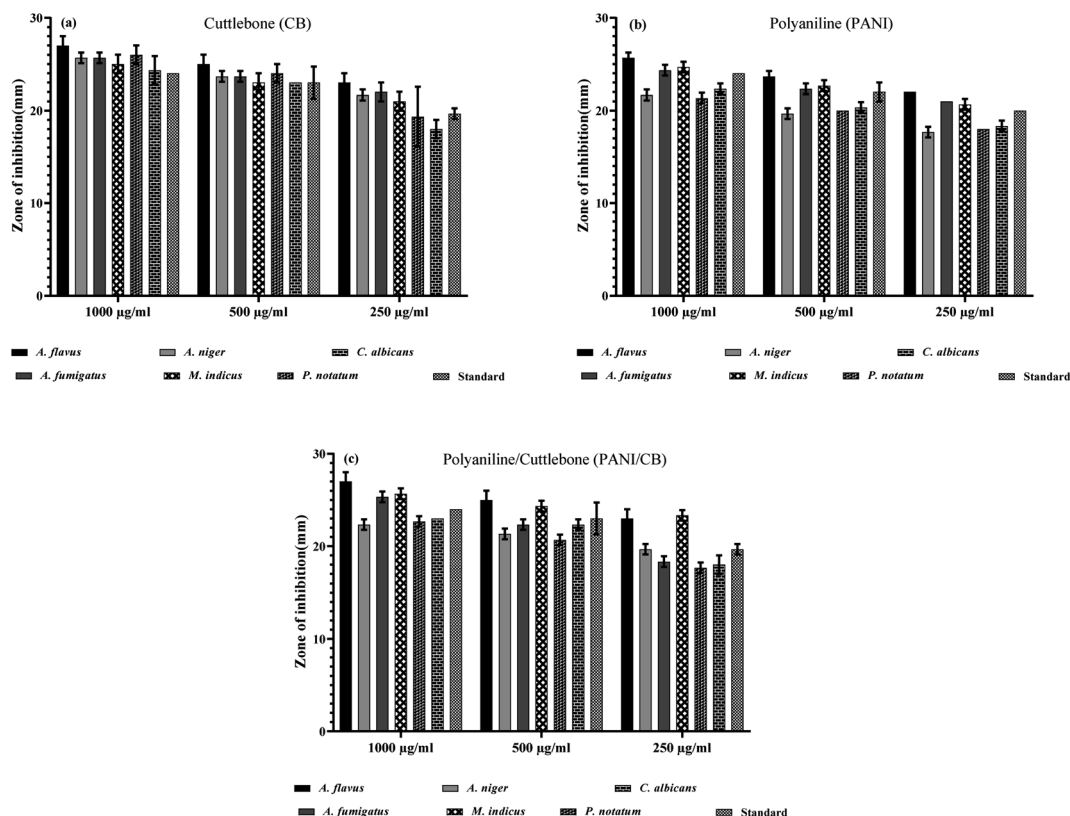 (a) Cuttlebone (CB)
Zone of inhibition(mm)
30
20
10
0
1000 µg/ml 500 µg/ml 250 µg/ml
A. flavus A. niger C. albicans
A. fumigatus M. indicus P. notatum Standard
(b) Polyaniline (PANI)
Zone of inhibition(mm)
30
20
10
0
1000 µg/ml 500 µg/ml 250 µg/ml
A. flavus A. niger C. albicans
A. fumigatus M. indicus P. notatum Standard
(c) Polyaniline/Cuttlebone (PANI/CB)
Zone of inhibition(mm)
30
20
10
0
1000 µg/ml 500 µg/ml 250 µg/ml
A. flavus A. niger C. albicans
A. fumigatus M. indicus P. notatum Standard